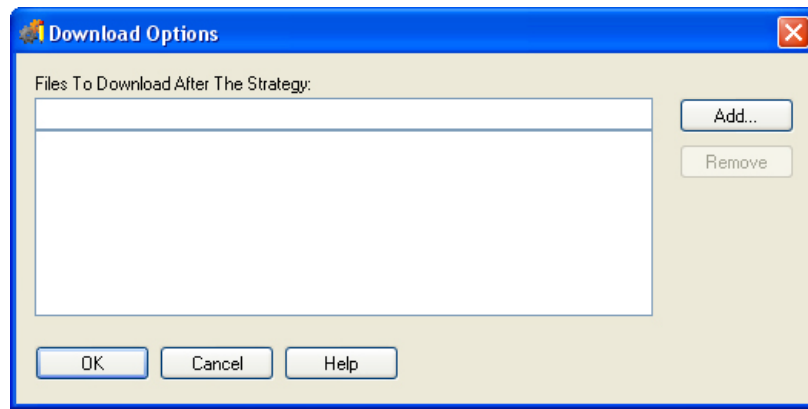 Download Options
Files To Download After The Strategy:
Add...
Remove
OK
Cancel
Help